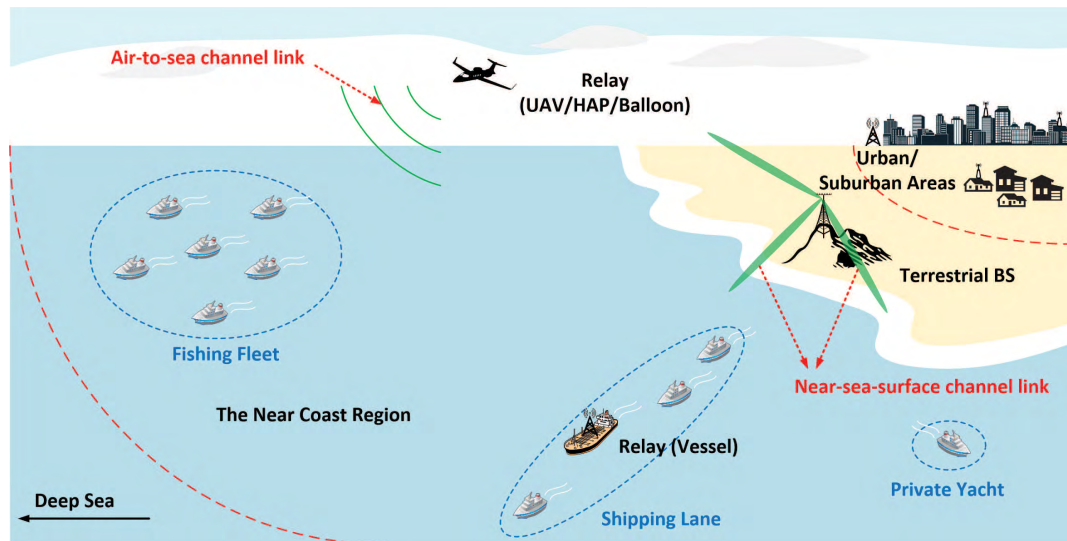 Air-to-sea channel link
Relay
(UAV/HAP/Balloon)
Urban/
Suburban Areas
Terrestrial BS
Fishing Fleet
Near-sea-surface channel link
The Near Coast Region
Relay (Vessel)
Private Yacht
Deep Sea
Shipping Lane